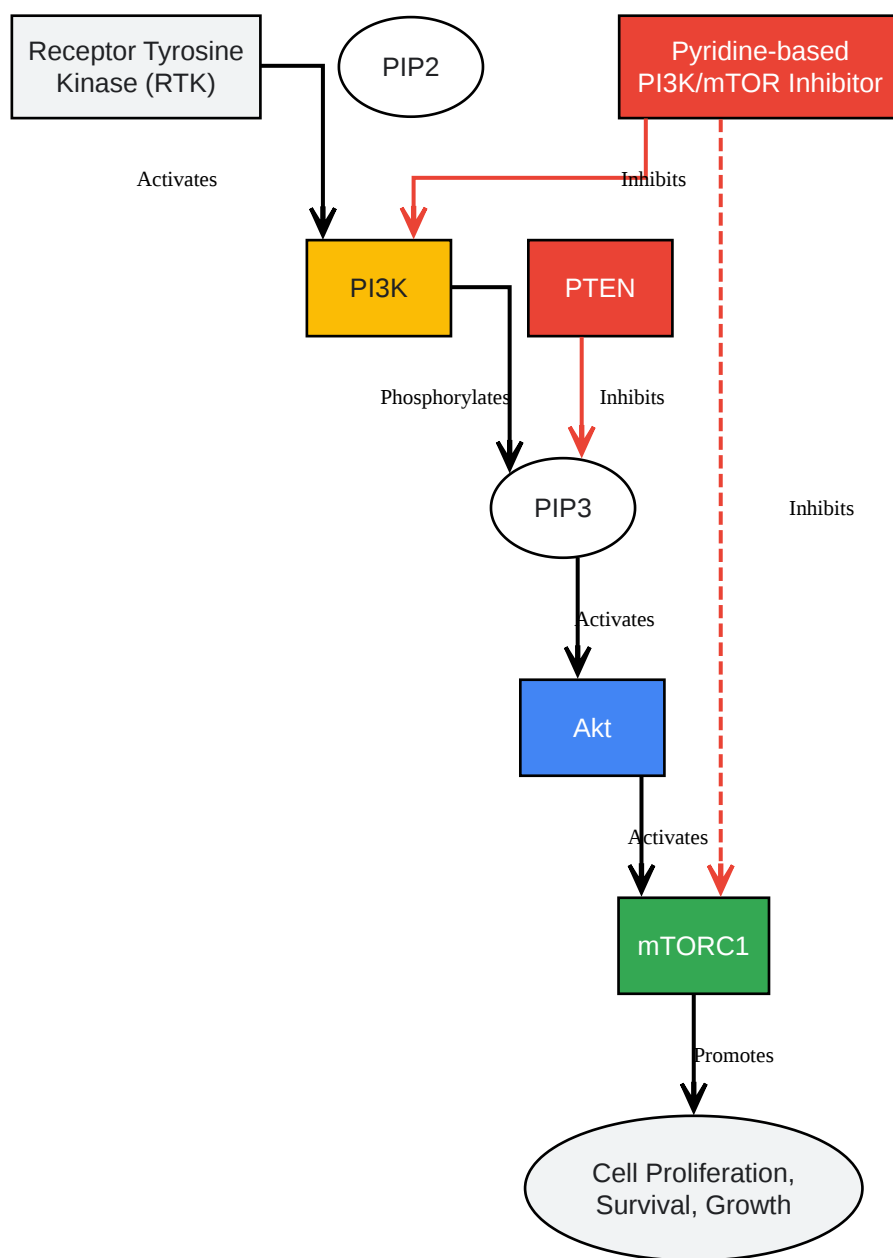 Receptor Tyrosine
Kinase (RTK)
PIP2
Pyridine-based
PI3K/mTOR Inhibitor
Activates
Inhibits
PI3K
PTEN
Phosphorylates
Inhibits
PIP3
Inhibits
Activates
Akt
Activates
mTORC1
Promotes
Cell Proliferation,
Survival, Growth